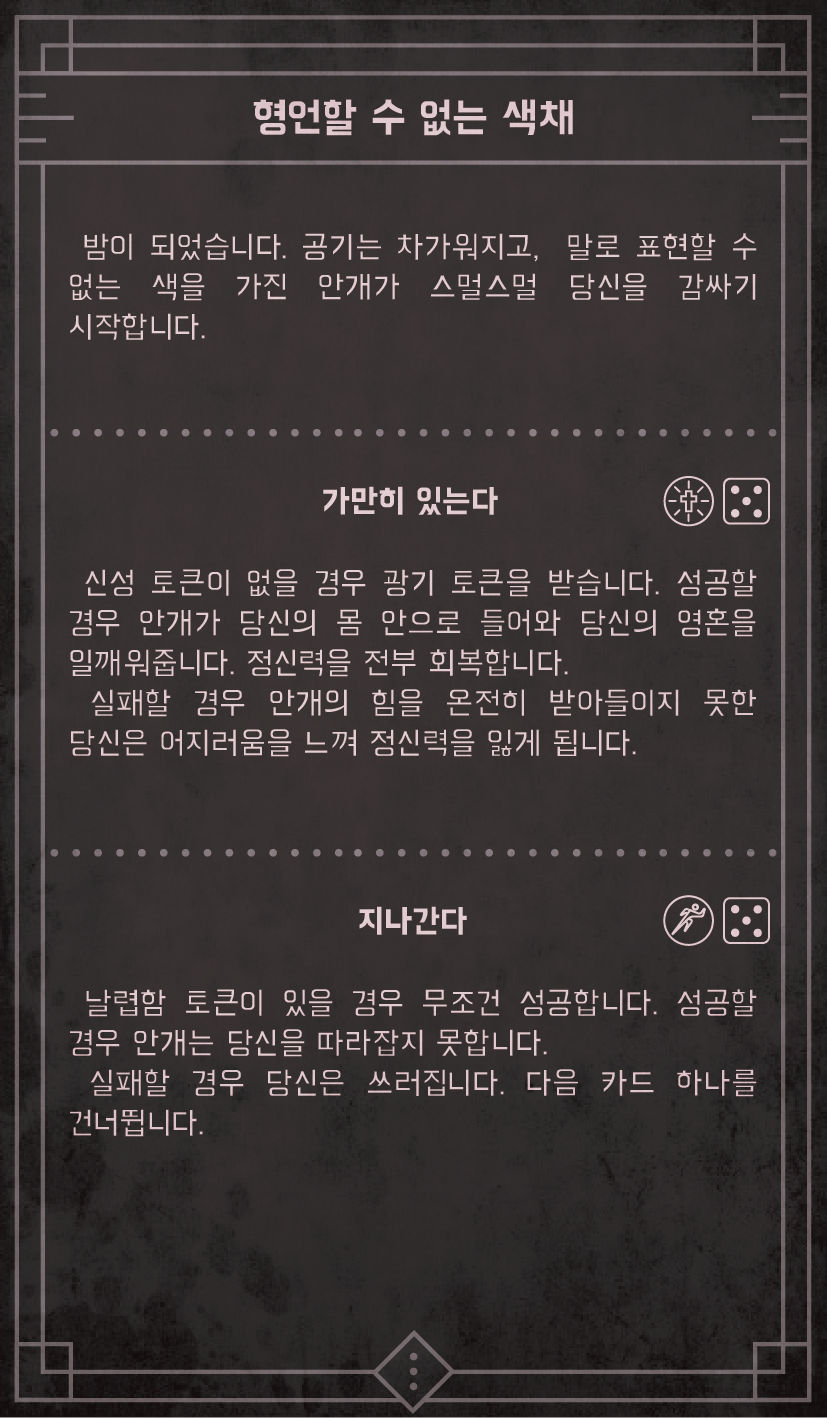 형언할 수 없는 색채
밤이 되었습니다. 공기는 차가워지고, 말로 표현할 수
없는 색을 가진 안개가 스멀스멀 당신을 감싸기
시작합니다.
가만히 있는다
신성 토큰이 없을 경우 광기 토큰을 받습니다. 성공할
경우 안개가 당신의 몸 안으로 들어와 당신의 영혼을
일깨워줍니다. 정신력을 전부 회복합니다.
실패할 경우 안개의 힘을 온전히 받아들이지 못한
당신은 어지러움을 느껴 정신력을 잃게 됩니다.
지나간다
날렵함 토큰이 있을 경우 무조건 성공합니다. 성공할
경우 안개는 당신을 따라잡지 못합니다.
실패할 경우 당신은 쓰러집니다. 다음 카드 하나를
건너뜁니다.